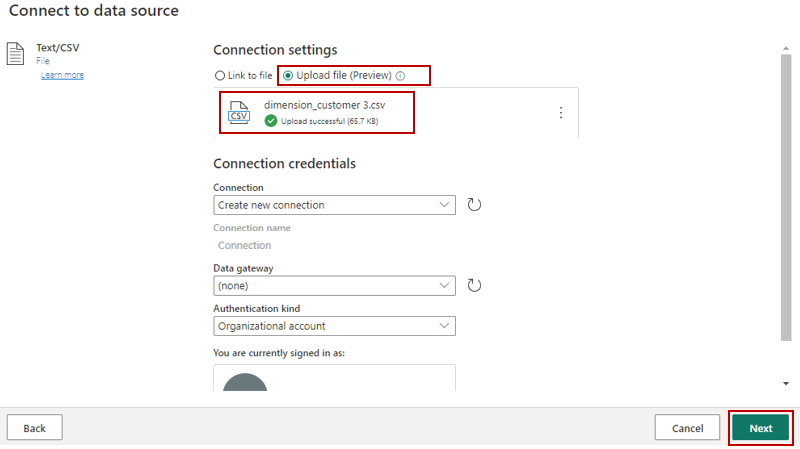 Connect to data source
Text/CSV
File
Learn more
Connection settings
Link to file Upload file (Preview)
CSV
dimension_customer 3.csv
Upload successful (65.7 KB)
Connection credentials
Connection
Create new connection
Connection name
Connection
Data gateway
(none)
Authentication kind
Organizational account
You are currently signed in as:
Back Cancel Next